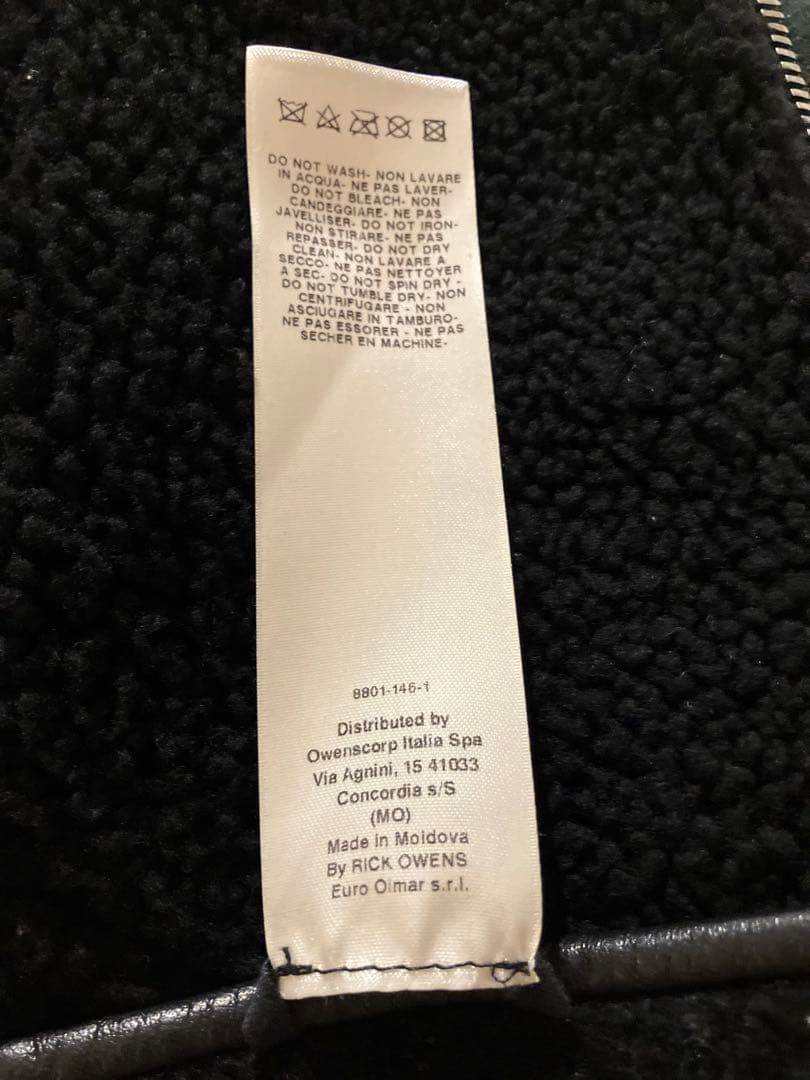 DO NOT WASH- NON LAVARE
IN ACQUA- NE PAS LAVER-
DO NOT BLEACH- NON
CANDEGGIARE- NE PAS
JAVELLISER- DO NOT IRON-
NON STIRARE- NE PAS
REPASSER- DO NOT DRY
CLEAN- NON LAVARE A
SECCO- NE PAS NETTOYER
A SEC- DO NOT SPIN DRY -
DO NOT TUMBLE DRY- NON
CENTRIFUGARE - NON
ASCIUGARE IN TAMBURO-
NE PAS ESSORER - NE PAS
SECHER EN MACHINE-
8801-146-1
Distributed by
Owenscorp Italia Spa
Via Agnini, 15 41033
Concordia s/S
(MO)
Made in Moldova
By RICK OWENS
Euro Olmar s.r.l.